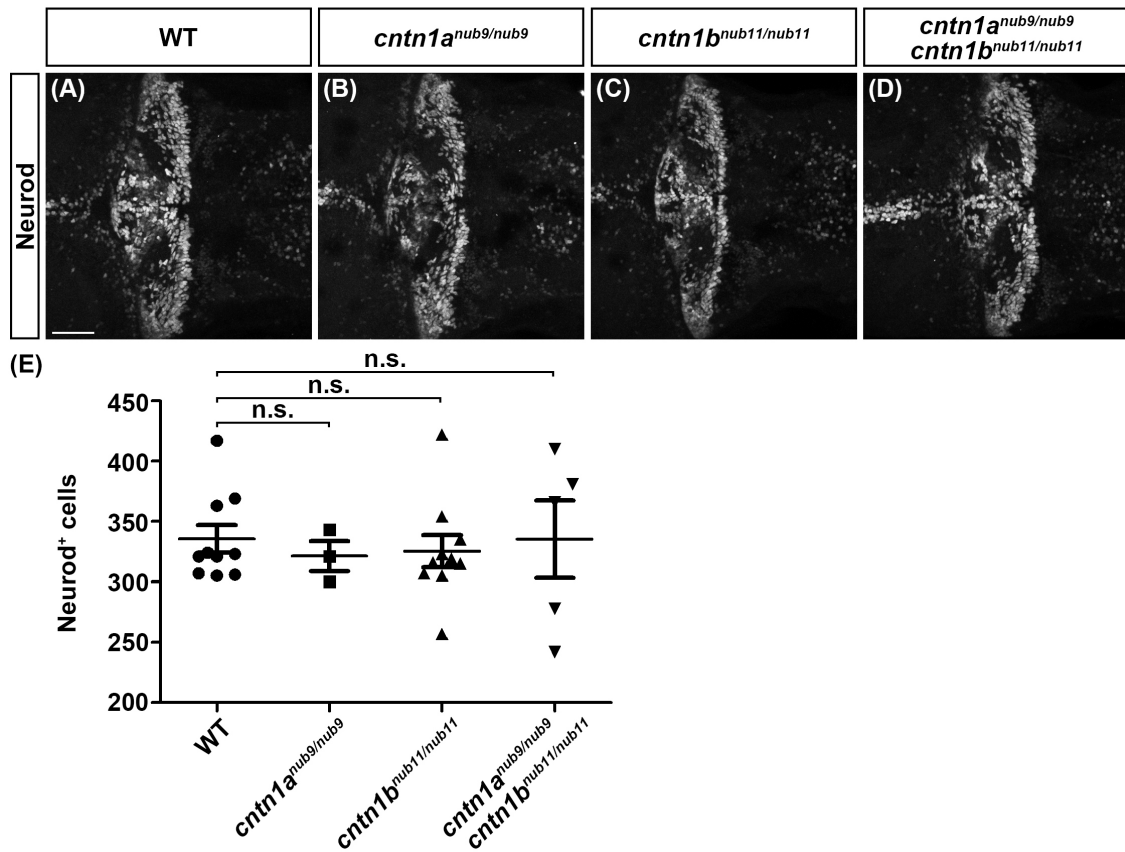 WT
cntn1a^nub9/nub9
cntn1b^nub11/nub11
cntn1a^nub9/nub9
cntn1b^nub11/nub11
Neurod
(A)
(B)
(C)
(D)
(E)
n.s.
n.s.
n.s.
450
400
350
300
250
200
Neurod⁺ cells
WT
cntn1a^nub9/nub9
cntn1b^nub11/nub11
cntn1a^nub9/nub9
cntn1b^nub11/nub11